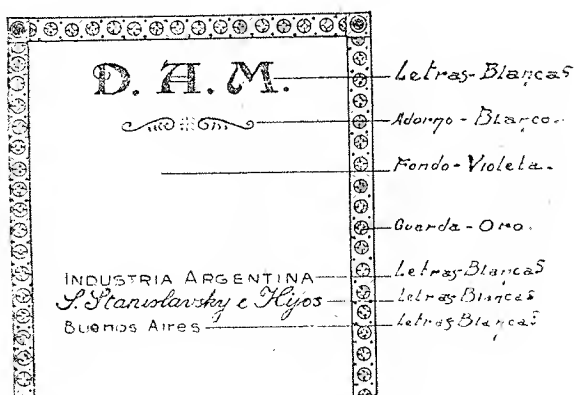 D. A. M.
Letras-Blancas
Adorno - Blanco.
Fondo - Violeta.
Guarda - Oro.
INDUSTRIA ARGENTINA
Letras-Blancas
S. Stanislavsky e Hijos
Letras Blancas
BUENOS AIRES
Letras Blancas